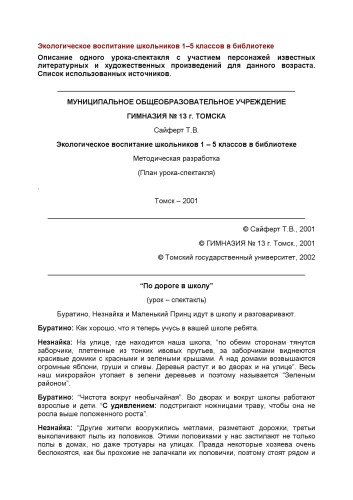 Экологическое воспитание школьников 1–5 классов в библиотеке
Описание одного урока-спектакля с участием персонажей известных
литературных и художественных произведений для данного возраста.
Список использованных источников.
МУНИЦИПАЛЬНОЕ ОБЩЕОБРАЗОВАТЕЛЬНОЕ УЧРЕЖДЕНИЕ
ГИМНАЗИЯ № 13 г. ТОМСКА
Сайферт Т.В.
Экологическое воспитание школьников 1 – 5 классов в библиотеке
Методическая разработка
(План урока-спектакля)
.
Томск – 2001
© Сайферт Т.В., 2001
© ГИМНАЗИЯ № 13 г. Томск., 2001
© Томский государственный университет, 2002
"По дороге в школу"
(урок – спектакль)
Буратино, Незнайка и Маленький Принц идут в школу и разговаривают.
Буратино: Как хорошо, что я теперь учусь в вашей школе ребята.
Незнайка: На улице, где находится наша школа, "по обеим сторонам тянутся
заборчики, плетенные из тонких ивовых прутьев, за заборчиками виднеются
красивые домики с красными и зелеными крышами. А над домами возвышаются
огромные яблони, груши и сливы. Деревья растут и во дворах и на улице". Весь
наш микрорайон утопает в зелени деревьев и поэтому называется "Зеленым
районом".
Буратино: "Чистота вокруг необычайная". Во дворах и вокруг школы работают
взрослые и дети. "С удивлением: подстригают ножницами траву, чтобы она не
росла выше положенного роста".
Незнайка: "Другие жители вооружились метлами, разметают дорожки, третьи
выколачивают пыль из половиков. Этими половиками у нас застилают не только
полы в домах, но даже тротуары на улицах. Правда некоторые хозяева очень
беспокоятся, как бы прохожие не запачкали их половички, поэтому стоят рядом и